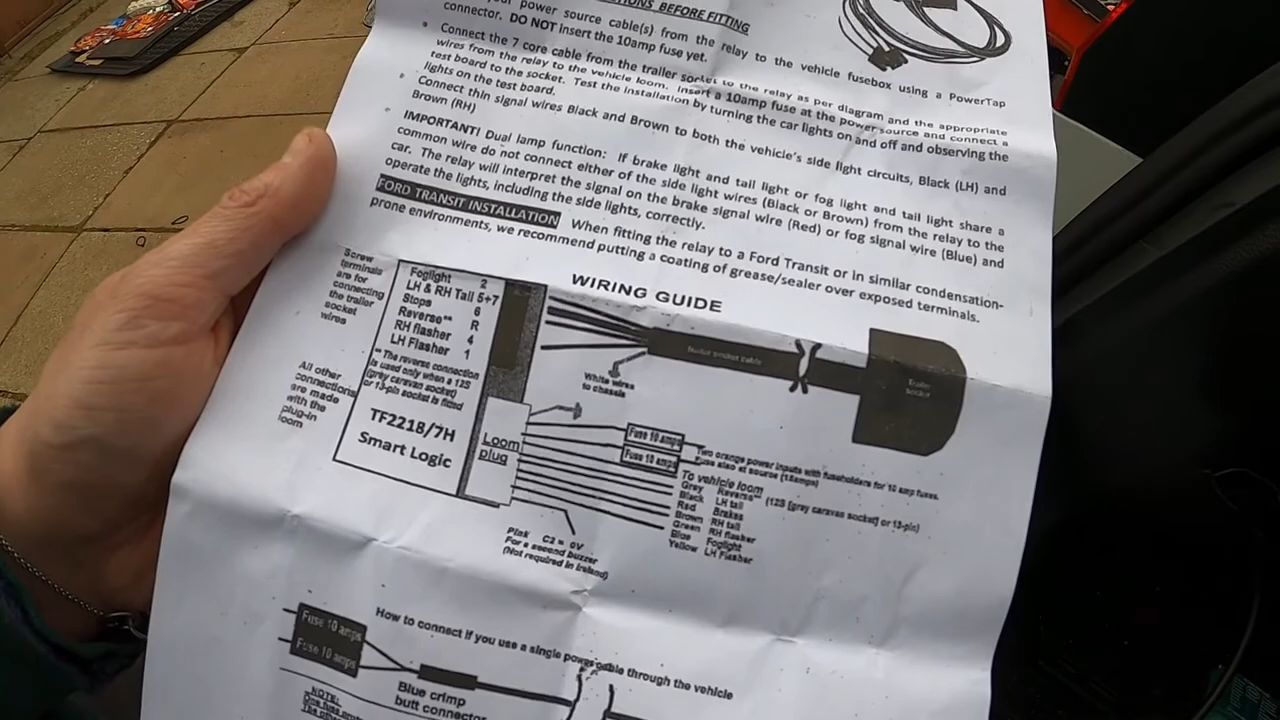 BEFORE FITTING
power source cable(s) from the relay to the vehicle fusebox using a PowerTap
connector. DO NOT insert the 10amp fuse yet.
Connect the 7 core cable from the trailer socket to the relay as per diagram and the appropriate
wires from the relay to the vehicle loom. Insert a 10amp fuse at the power source and connect a
test board to the socket. Test the installation by turning the car lights on and off and observing the
lights on the test board.
Connect thin signal wires Black and Brown to both the vehicle's side light circuits, Black (LH) and
Brown (RH)
IMPORTANT! Dual lamp function: If brake light and tail light or fog light and tail light share a
common wire do not connect either of the side light wires (Black or Brown) from the relay to the
car. The relay will interpret the signal on the brake signal wire (Red) or fog signal wire (Blue) and
operate the lights, including the side lights, correctly.
FORD TRANSIT INSTALLATION When fitting the relay to a Ford Transit or in similar condensation-
prone environments, we recommend putting a coating of grease/sealer over exposed terminals.
WIRING GUIDE
Screw
terminals
are for
connecting
the trailer
socket
wires
Foglight 2
LH & RH Tail 5+7
Stops 6
Reverse** R
RH flasher 4
LH Flasher 1
** The reverse connection
is used only when a 12S
(grey caravan socket)
or 13-pin socket is fitted
TF2218/7H
Smart Logic
All other
connections
are made
with the
plug-in
loom
Loom
plug
trailer socket cable
Trailer
Socket
White wires
to chassis
Fuse 10 amps
Fuse 10 amps
Two orange power inputs with fuseholders for 10 amp fuses.
Fuse also at source (15amps)
To vehicle loom
Grey Reverse** (12S [grey caravan socket] or 13-pin)
Black LH tail
Red Brakes
Brown RH tail
Green RH flasher
Blue Foglight
Yellow LH Flasher
Pink C2 = 0V
For a second buzzer
(Not required in Ireland)
How to connect if you use a single power cable through the vehicle
Fuse 10 amps
Fuse 10 amps
Blue crimp
butt connector
NOTE:
One fuse
The other